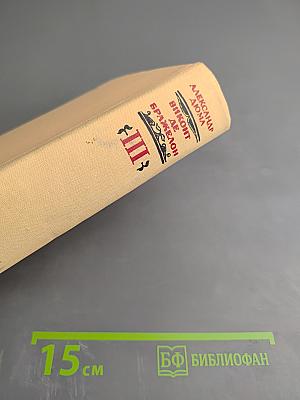 АЛЕКСАНДР
ДЮМА
ВИКОНТ
ДЕ
БРАЖЕЛОН
III
15 см
БФ БИБЛИОФАН